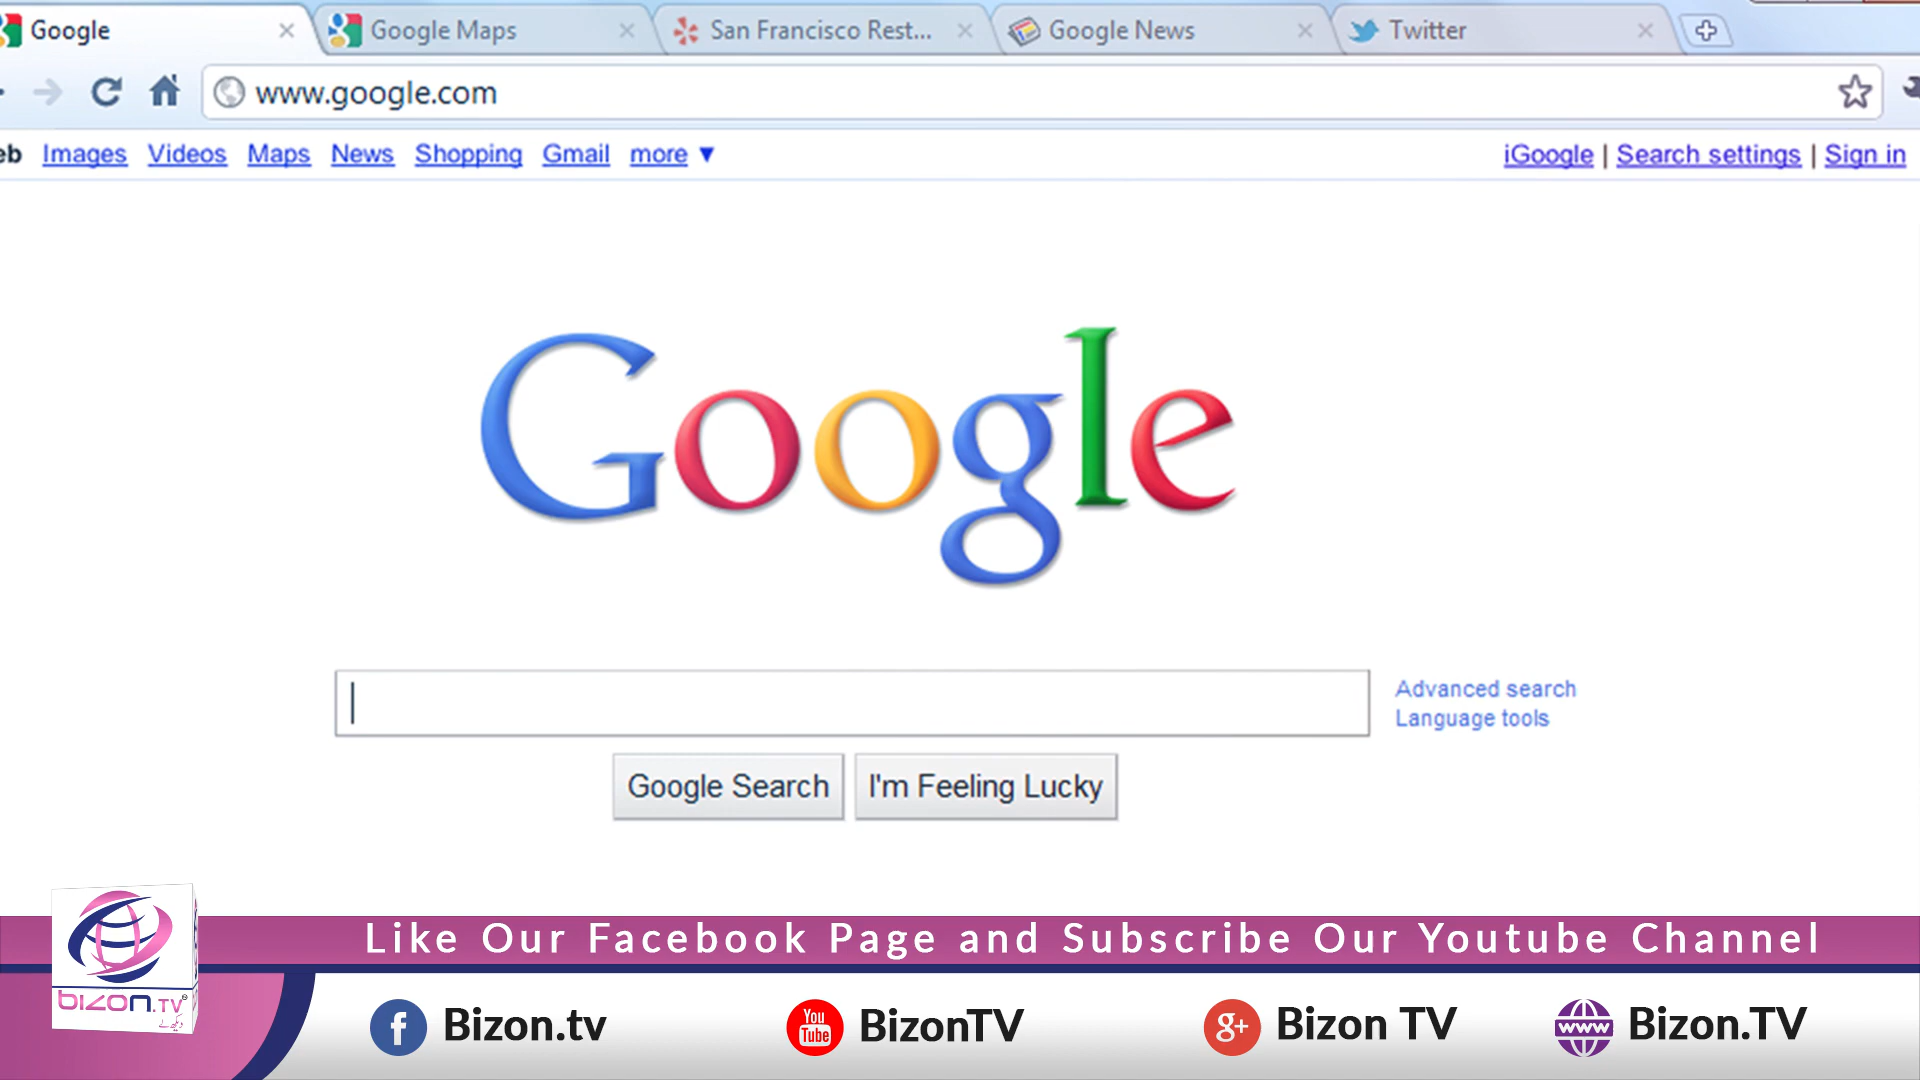 Google Google Maps San Francisco Rest... Google News Twitter
www.google.com
eb Images Videos Maps News Shopping Gmail more ▼ iGoogle | Search settings | Sign in
Google
Advanced search
Language tools
Google Search I'm Feeling Lucky
Like Our Facebook Page and Subscribe Our Youtube Channel
bizon.TV
دیکھئے
f Bizon.tv You Tube BizonTV g+ Bizon TV www Bizon.TV